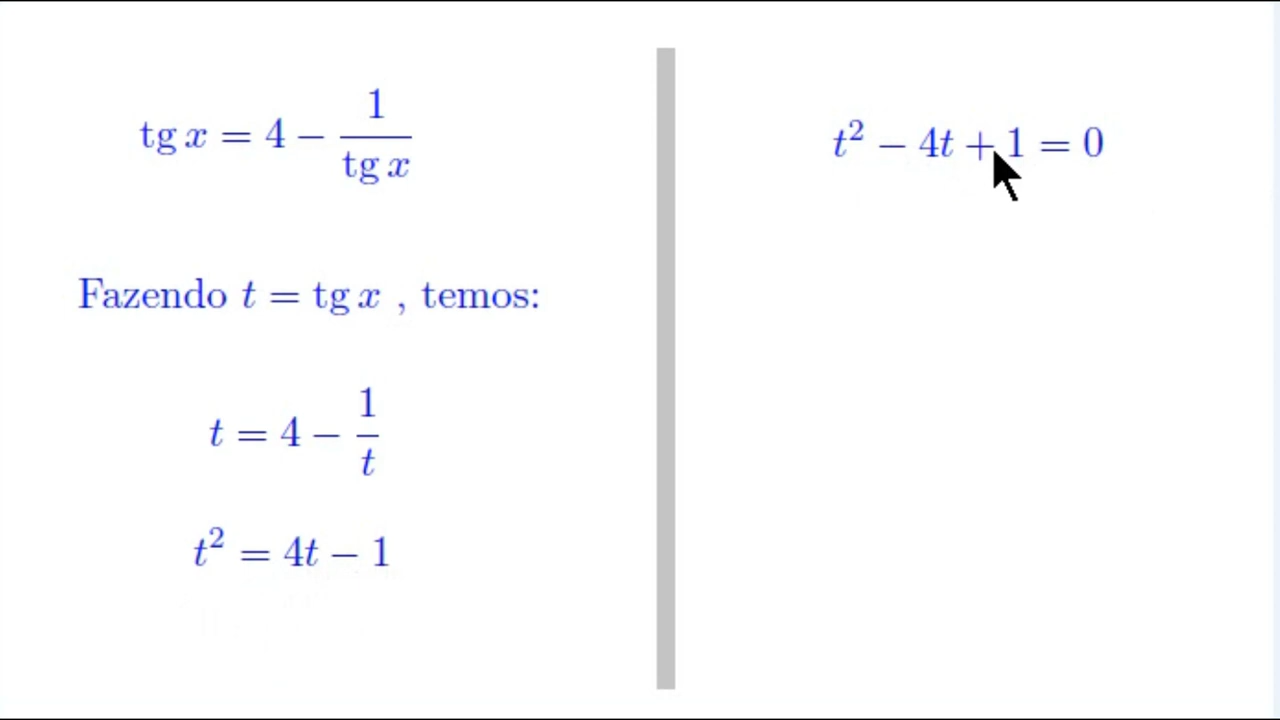 tg x = 4 − 1/tg x
Fazendo t = tg x , temos:
t = 4 − 1/t
t² = 4t − 1
t² − 4t + 1 = 0